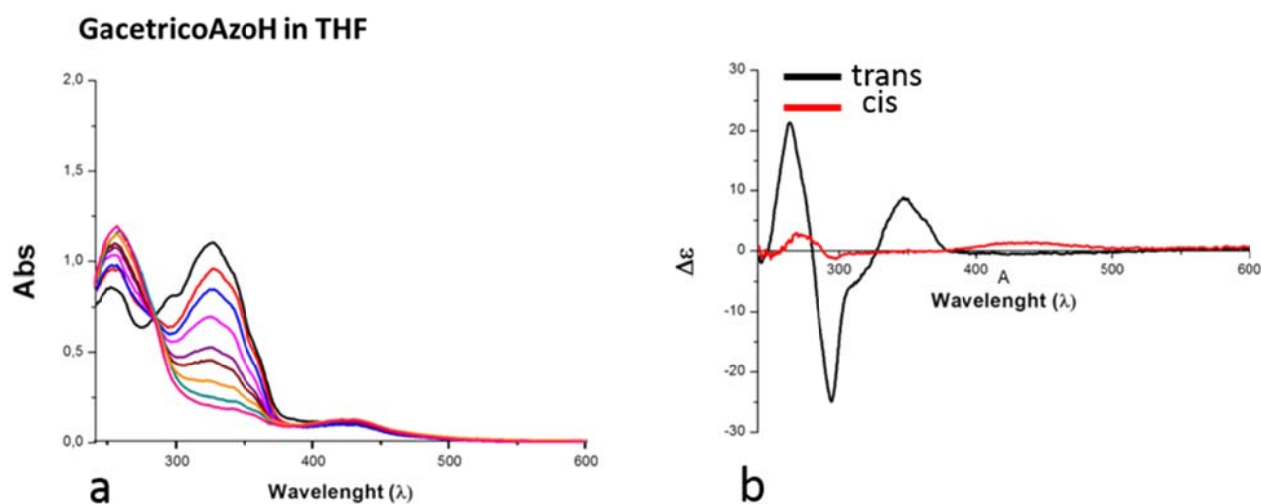 GacetricoAzoH in THF
2,0
1,5
1,0
0,5
0,0
300
400
500
600
Abs
Wavelenght (λ)
a
30
20
10
0
-10
-20
-30
trans
cis
300
400
500
600
A
Wavelenght (λ)
Δε
b